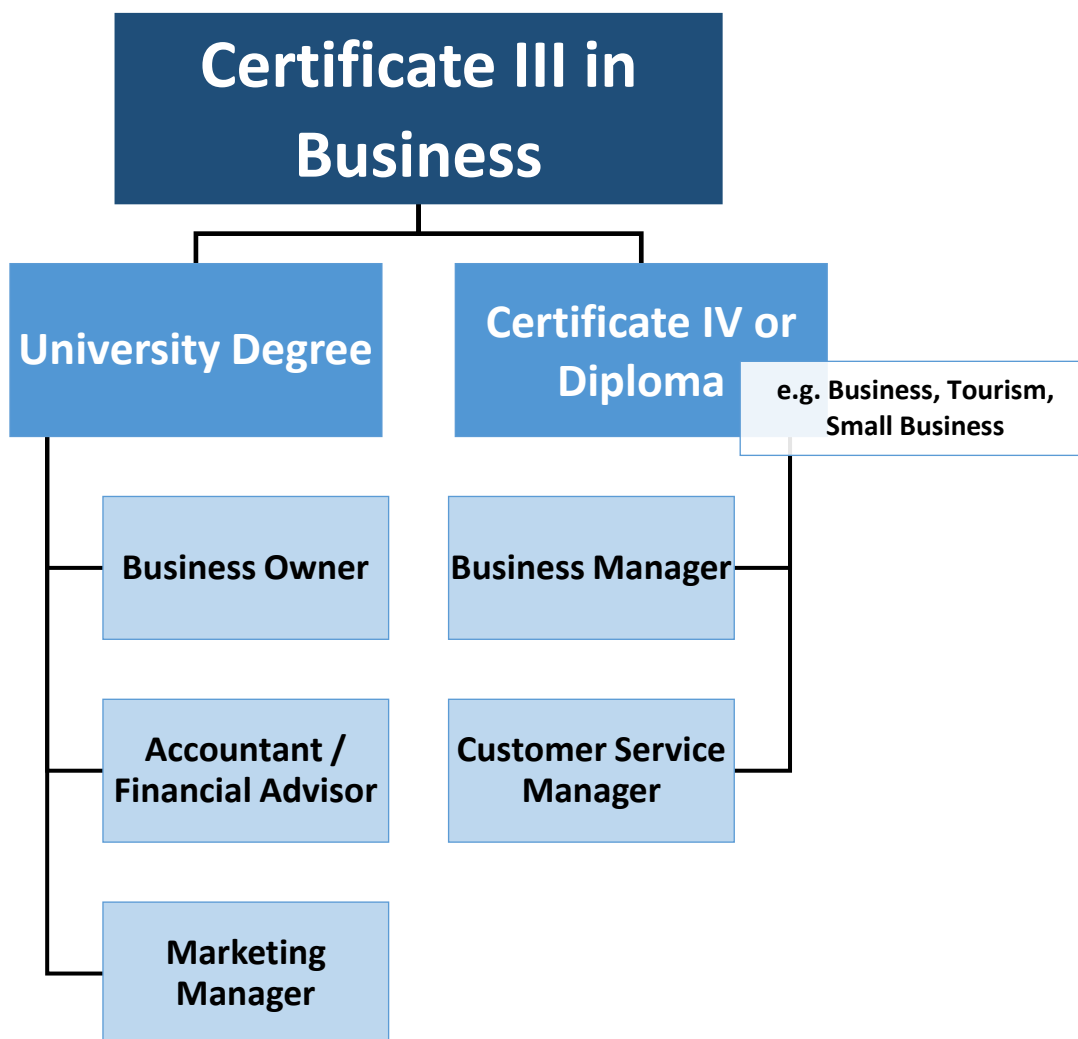 Certificate III in
Business
University Degree
Certificate IV or
Diploma
e.g. Business, Tourism,
Small Business
Business Owner
Business Manager
Accountant /
Financial Advisor
Customer Service
Manager
Marketing
Manager